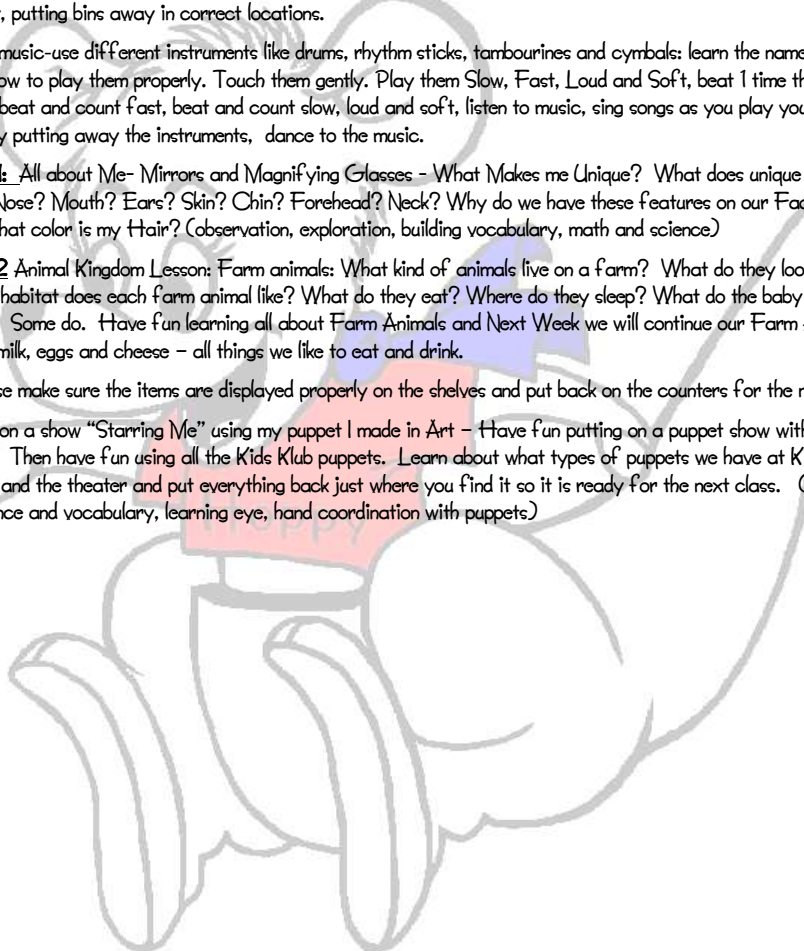 , putting bins away in correct locations.
music-use different instruments like drums, rhythm sticks, tambourines and cymbals: learn the name
ow to play them properly. Touch them gently. Play them Slow, Fast, Loud and Soft, beat 1 time th
beat and count fast, beat and count slow, loud and soft, listen to music, sing songs as you play you
y putting away the instruments, dance to the music.
: All about Me- Mirrors and Magnifying Glasses - What Makes me Unique? What does unique
Nose? Mouth? Ears? Skin? Chin? Forehead? Neck? Why do we have these features on our Fac
hat color is my Hair? (observation, exploration, building vocabulary, math and science)
2 Animal Kingdom Lesson: Farm animals: What kind of animals live on a farm? What do they loo
habitat does each farm animal like? What do they eat? Where do they sleep? What do the baby
Some do. Have fun learning all about Farm Animals and Next Week we will continue our Farm
milk, eggs and cheese – all things we like to eat and drink.
se make sure the items are displayed properly on the shelves and put back on the counters for the n
on a show “Starring Me” using my puppet I made in Art – Have fun putting on a puppet show with
Then have fun using all the Kids Klub puppets. Learn about what types of puppets we have at K
and the theater and put everything back just where you find it so it is ready for the next class. (
nce and vocabulary, learning eye, hand coordination with puppets)
Hoppy